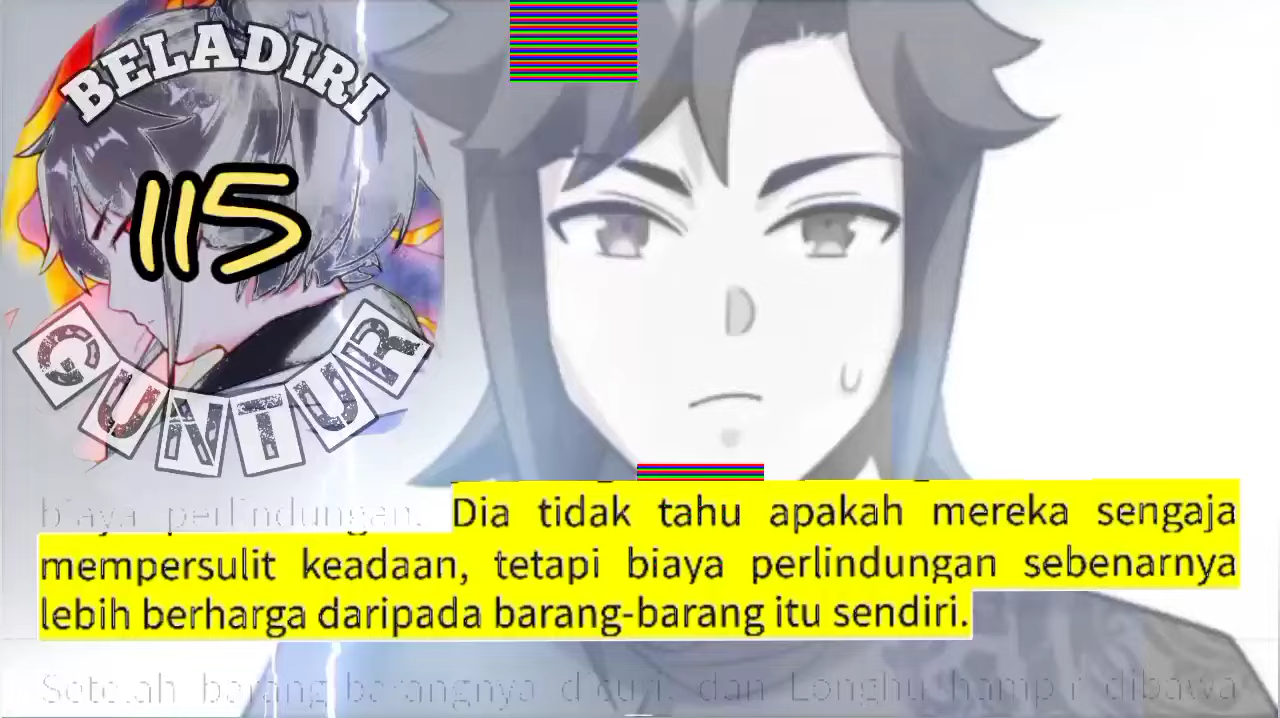 BELADIRI
115
GUNTUR
biaya perlindungan. Dia tidak tahu apakah mereka sengaja
mempersulit keadaan, tetapi biaya perlindungan sebenarnya
lebih berharga daripada barang-barang itu sendiri.
Setelah barang-barangnya dicuri dan Longhu hampir dibawa